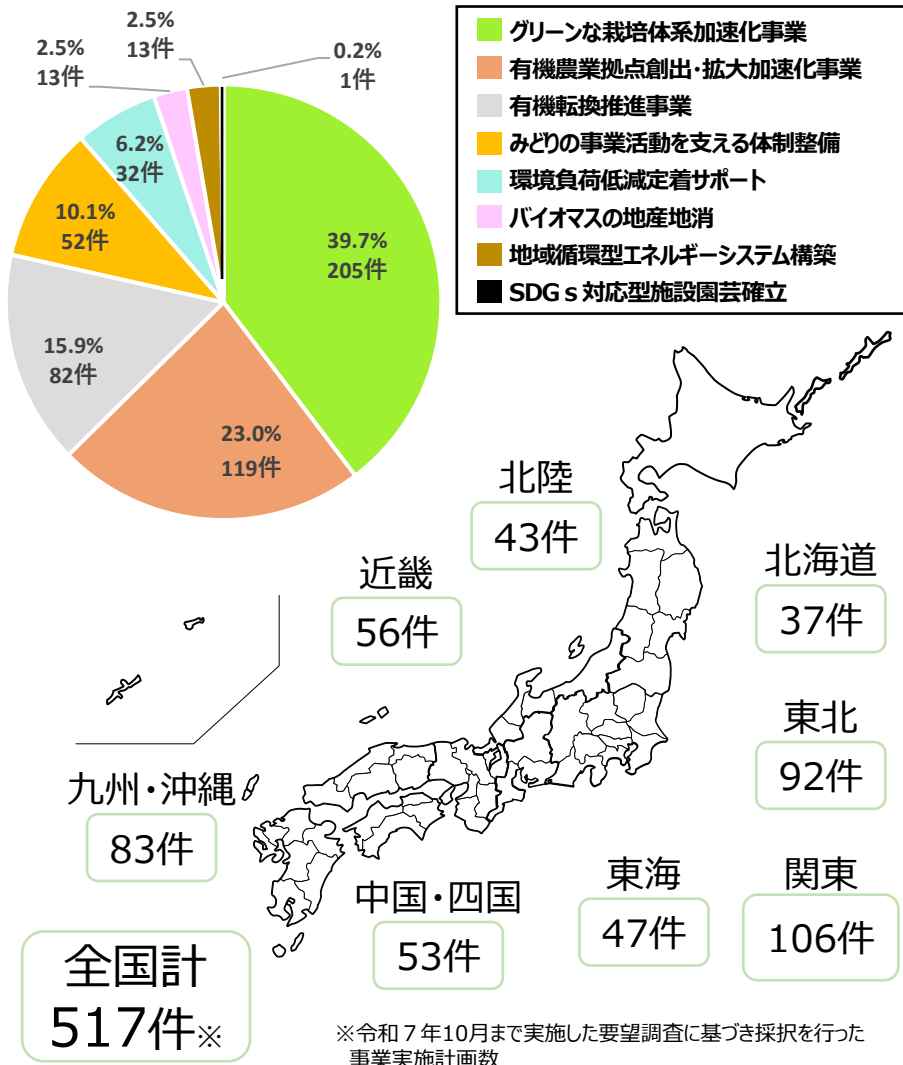 2.5%
13件
2.5%
13件
0.2%
1件
6.2%
32件
10.1%
52件
15.9%
82件
23.0%
119件
39.7%
205件
グリーンな栽培体系加速化事業
有機農業拠点創出・拡大加速化事業
有機転換推進事業
みどりの事業活動を支える体制整備
環境負荷低減定着サポート
バイオマスの地産地消
地域循環型エネルギーシステム構築
SDGｓ対応型施設園芸確立
北陸
43件
北海道
37件
近畿
56件
東北
92件
九州・沖縄
83件
中国・四国
53件
東海
47件
関東
106件
全国計
517件※
※令和７年10月まで実施した要望調査に基づき採択を行った
事業実施計画数